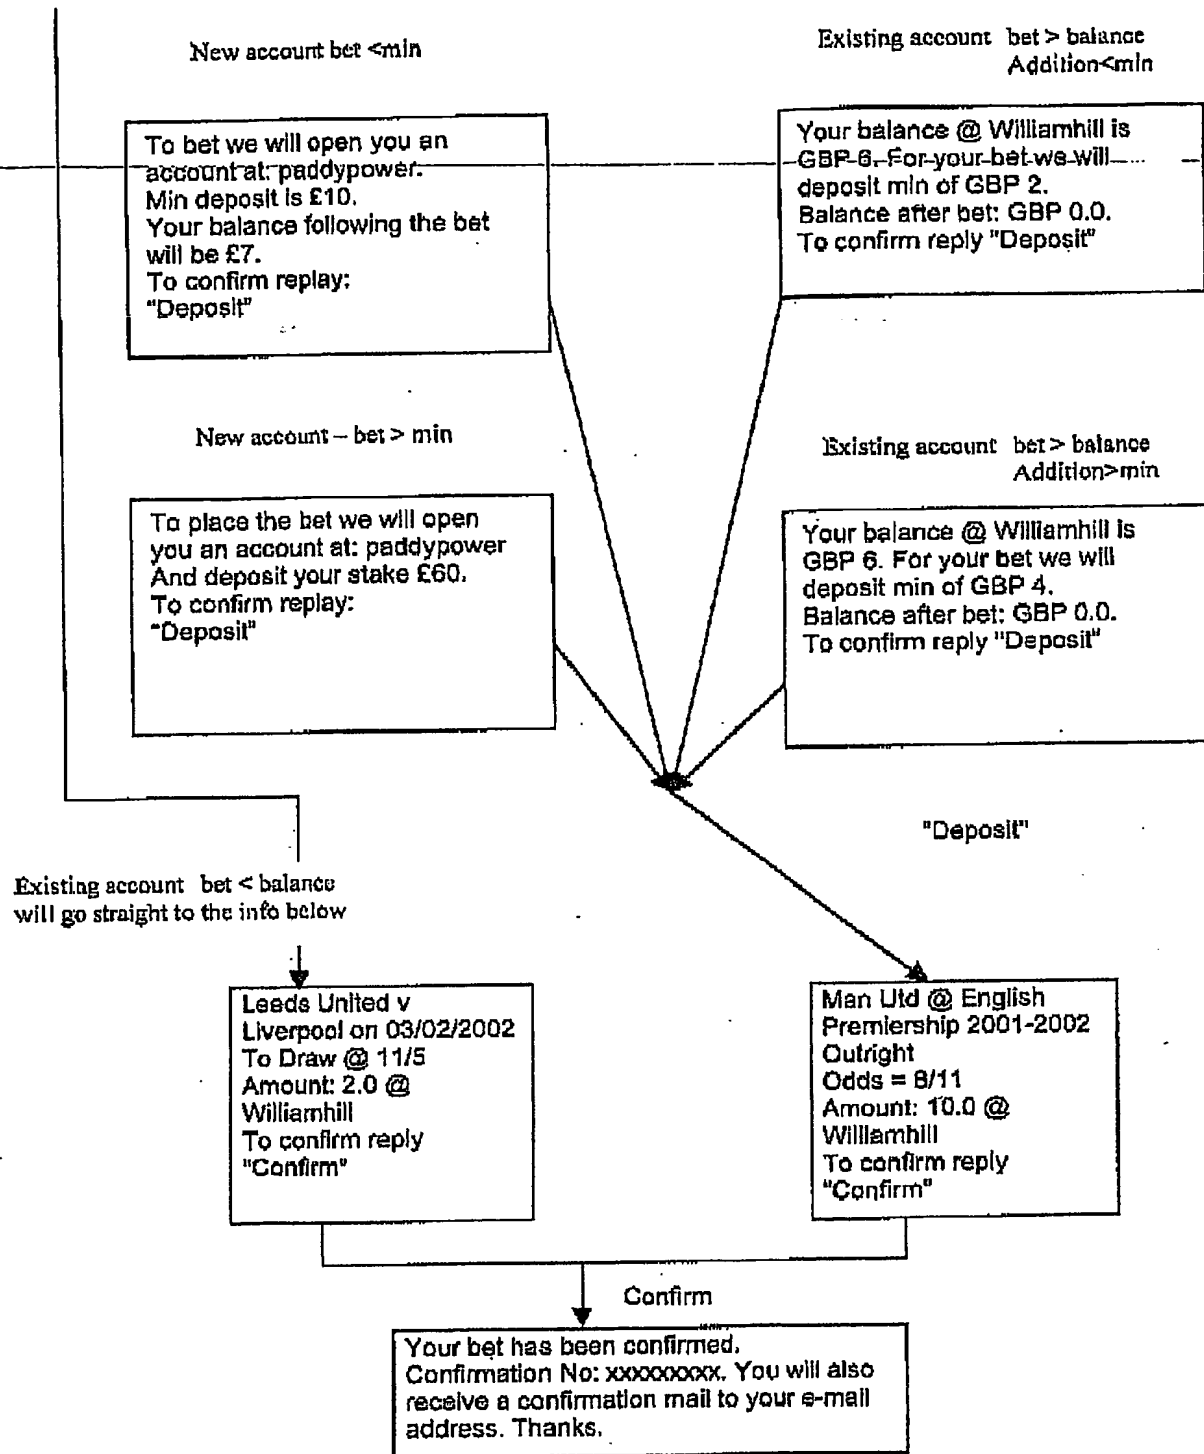 New account bet <min
Existing account bet > balance
Addition<min
To bet we will open you an
account at: paddypower.
Min deposit is £10.
Your balance following the bet
will be £7.
To confirm replay:
"Deposit"
Your balance @ Williamhill is
GBP 6. For your bet we will
deposit min of GBP 2.
Balance after bet: GBP 0.0.
To confirm reply "Deposit"
New account – bet > min
Existing account bet > balance
Addition>min
To place the bet we will open
you an account at: paddypower
And deposit your stake £60.
To confirm replay:
"Deposit"
Your balance @ Williamhill is
GBP 6. For your bet we will
deposit min of GBP 4.
Balance after bet: GBP 0.0.
To confirm reply "Deposit"
"Deposit"
Existing account bet < balance
will go straight to the info below
Leeds United v
Liverpool on 03/02/2002
To Draw @ 11/5
Amount: 2.0 @
Williamhill
To confirm reply
"Confirm"
Man Utd @ English
Premiership 2001-2002
Outright
Odds = 8/11
Amount: 10.0 @
Williamhill
To confirm reply
"Confirm"
Confirm
Your bet has been confirmed.
Confirmation No: xxxxxxxxx. You will also
receive a confirmation mail to your e-mail
address. Thanks.